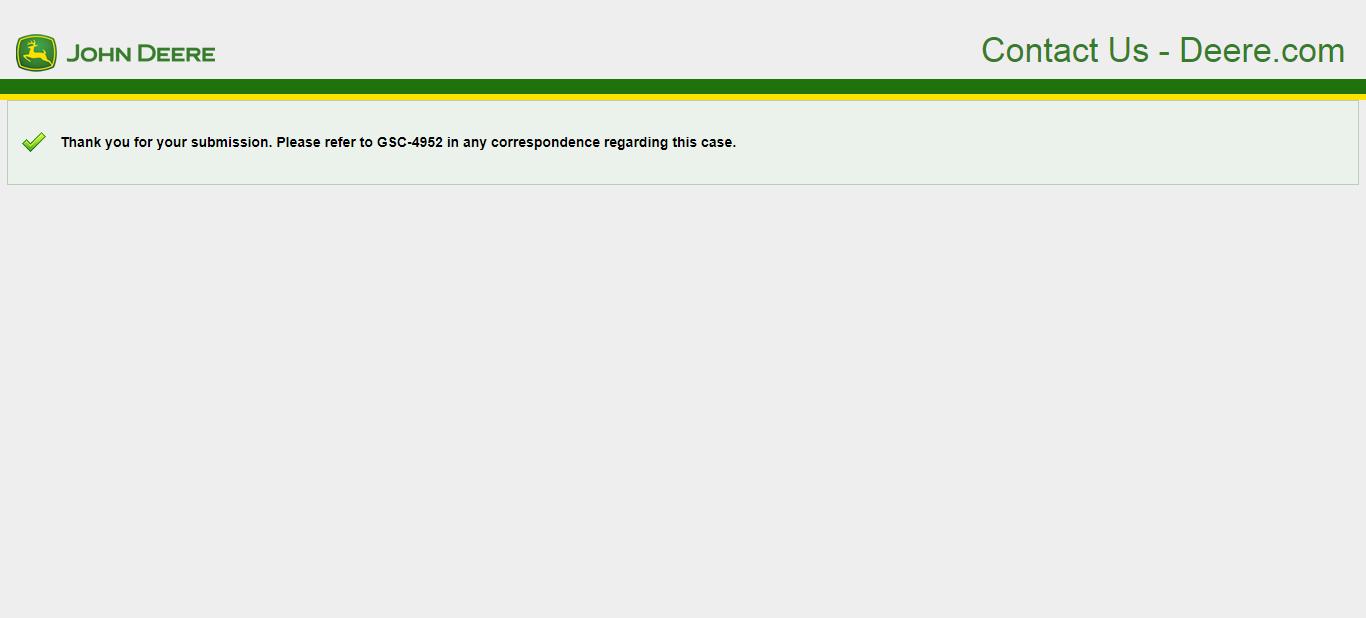 JOHN DEERE
Contact Us - Deere.com
Thank you for your submission. Please refer to GSC-4952 in any correspondence regarding this case.